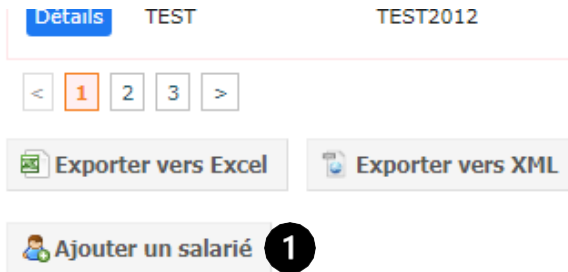 Détails TEST TEST2012
< 1 2 3 >
Exporter vers Excel Exporter vers XML
Ajouter un salarié 1